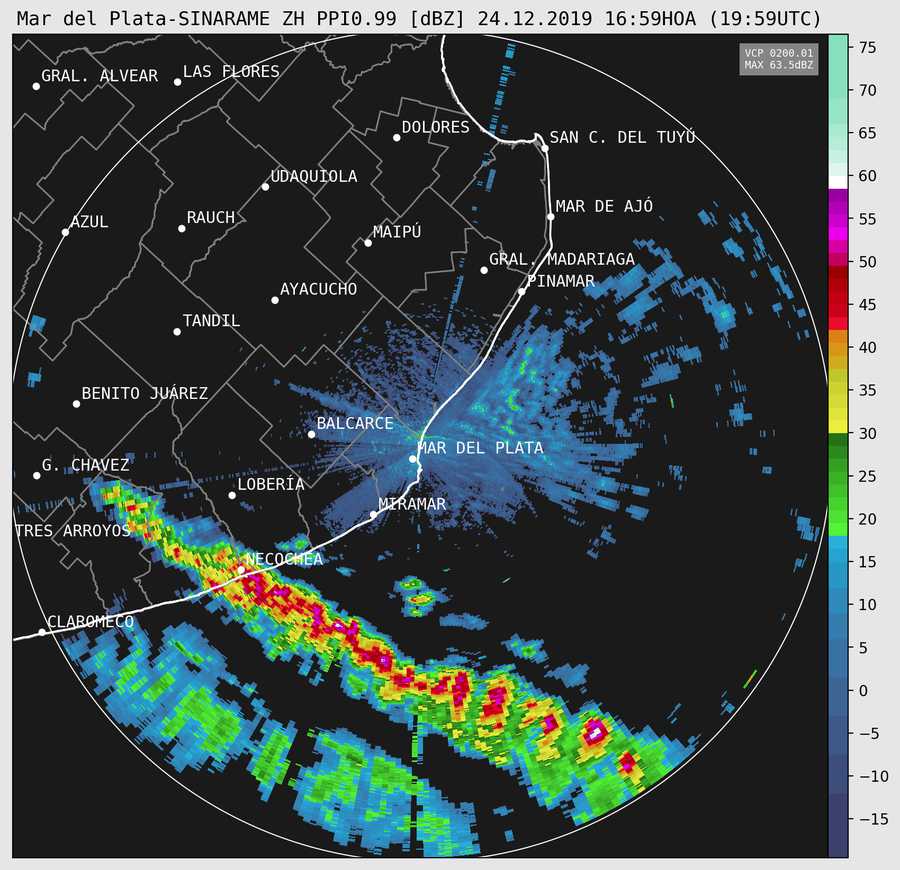 Mar del Plata-SINARAME ZH PPI0.99 [dBZ] 24.12.2019 16:59HOA (19:59UTC)
VCP 0200.01
MAX 63.5dBZ
GRAL. ALVEAR
LAS FLORES
DOLORES
SAN C. DEL TUYÚ
UDAQUIOLA
MAR DE AJÓ
AZUL
RAUCH
MAIPÚ
GRAL. MADARIAGA
PINAMAR
AYACUCHO
TANDIL
BENITO JUÁREZ
BALCARCE
MAR DEL PLATA
G. CHAVEZ
LOBERÍA
MIRAMAR
TRES ARROYOS
NECOCHEA
CLAROMECO
75
70
65
60
55
50
45
40
35
30
25
20
15
10
5
0
−5
−10
−15